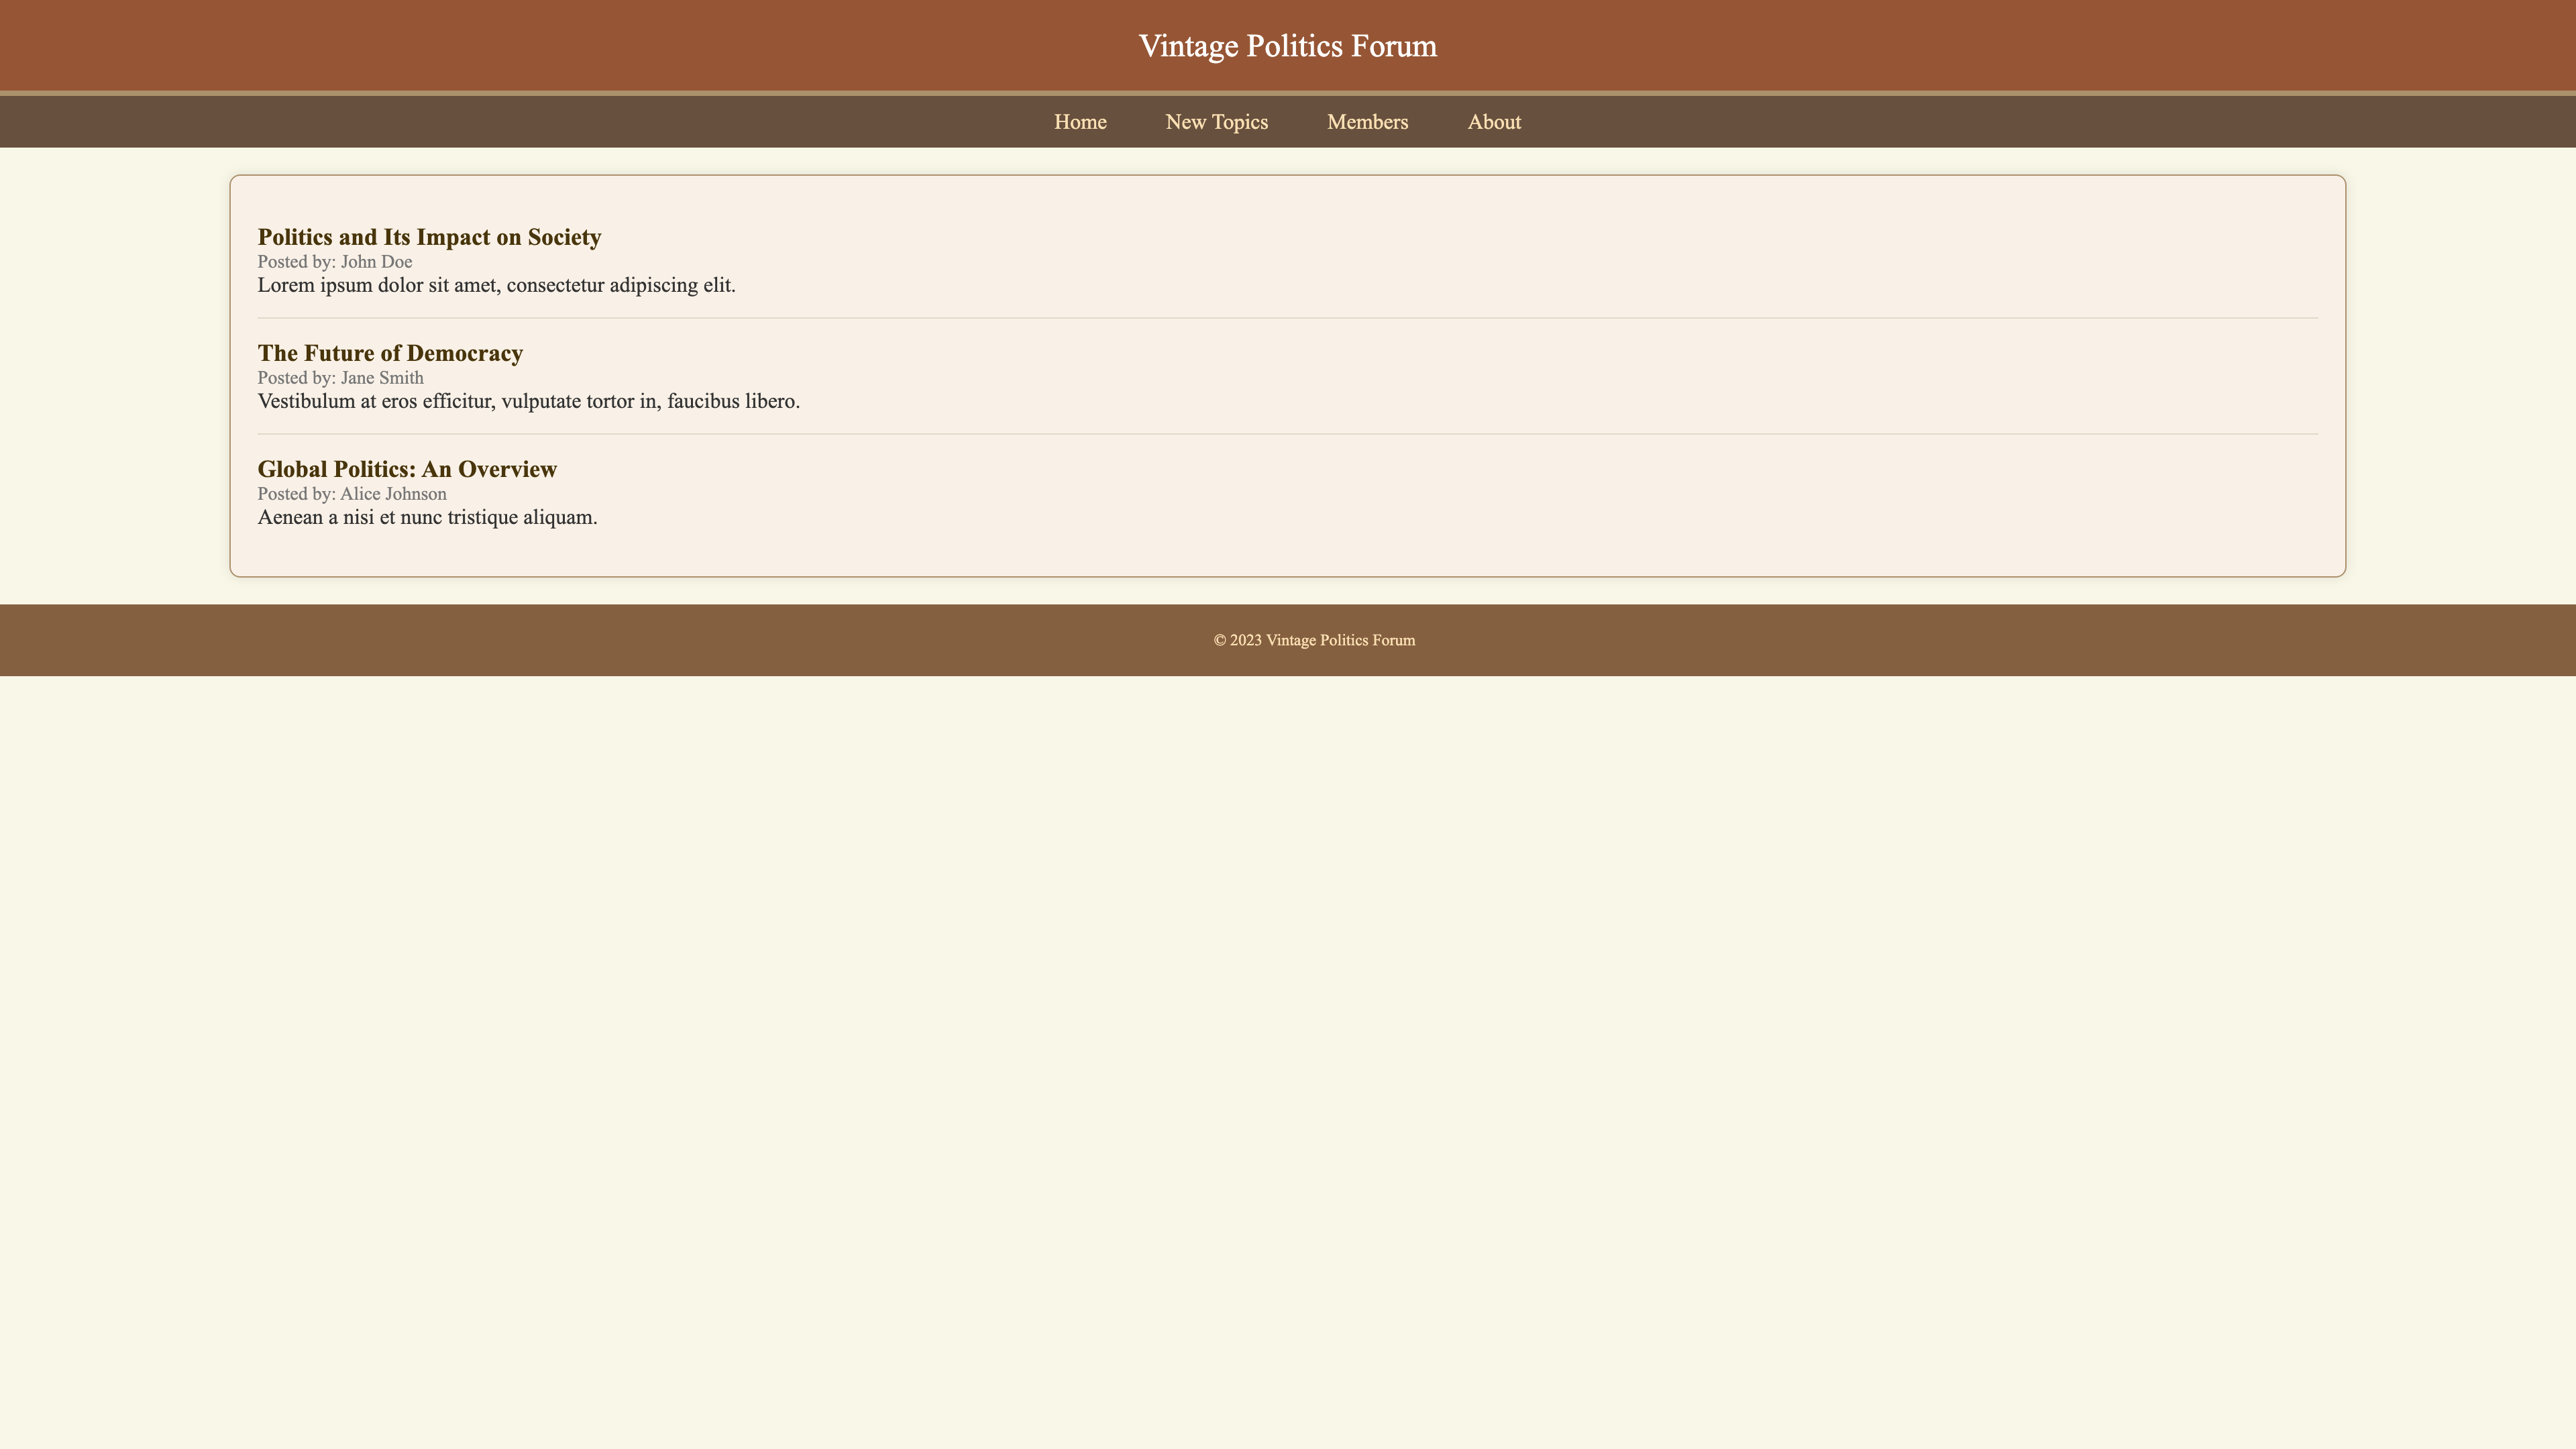 Vintage Politics Forum
Home New Topics Members About
Politics and Its Impact on Society
Posted by: John Doe
Lorem ipsum dolor sit amet, consectetur adipiscing elit.
The Future of Democracy
Posted by: Jane Smith
Vestibulum at eros efficitur, vulputate tortor in, faucibus libero.
Global Politics: An Overview
Posted by: Alice Johnson
Aenean a nisi et nunc tristique aliquam.
© 2023 Vintage Politics Forum